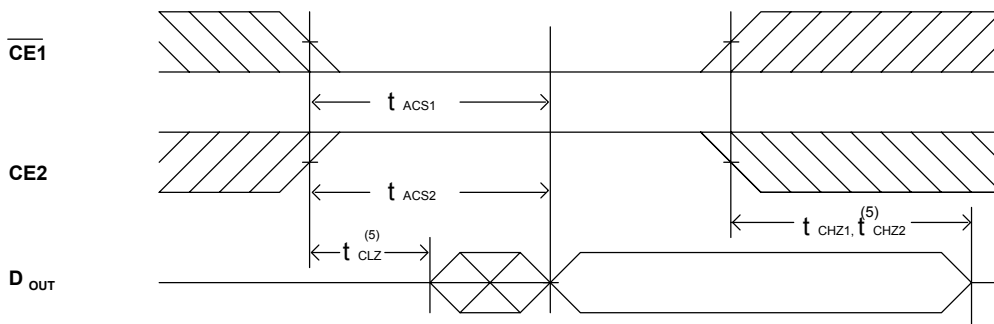 CE1
t ACS1
CE2
t ACS2
t CLZ (5)
t CHZ1, t CHZ2 (5)
D OUT